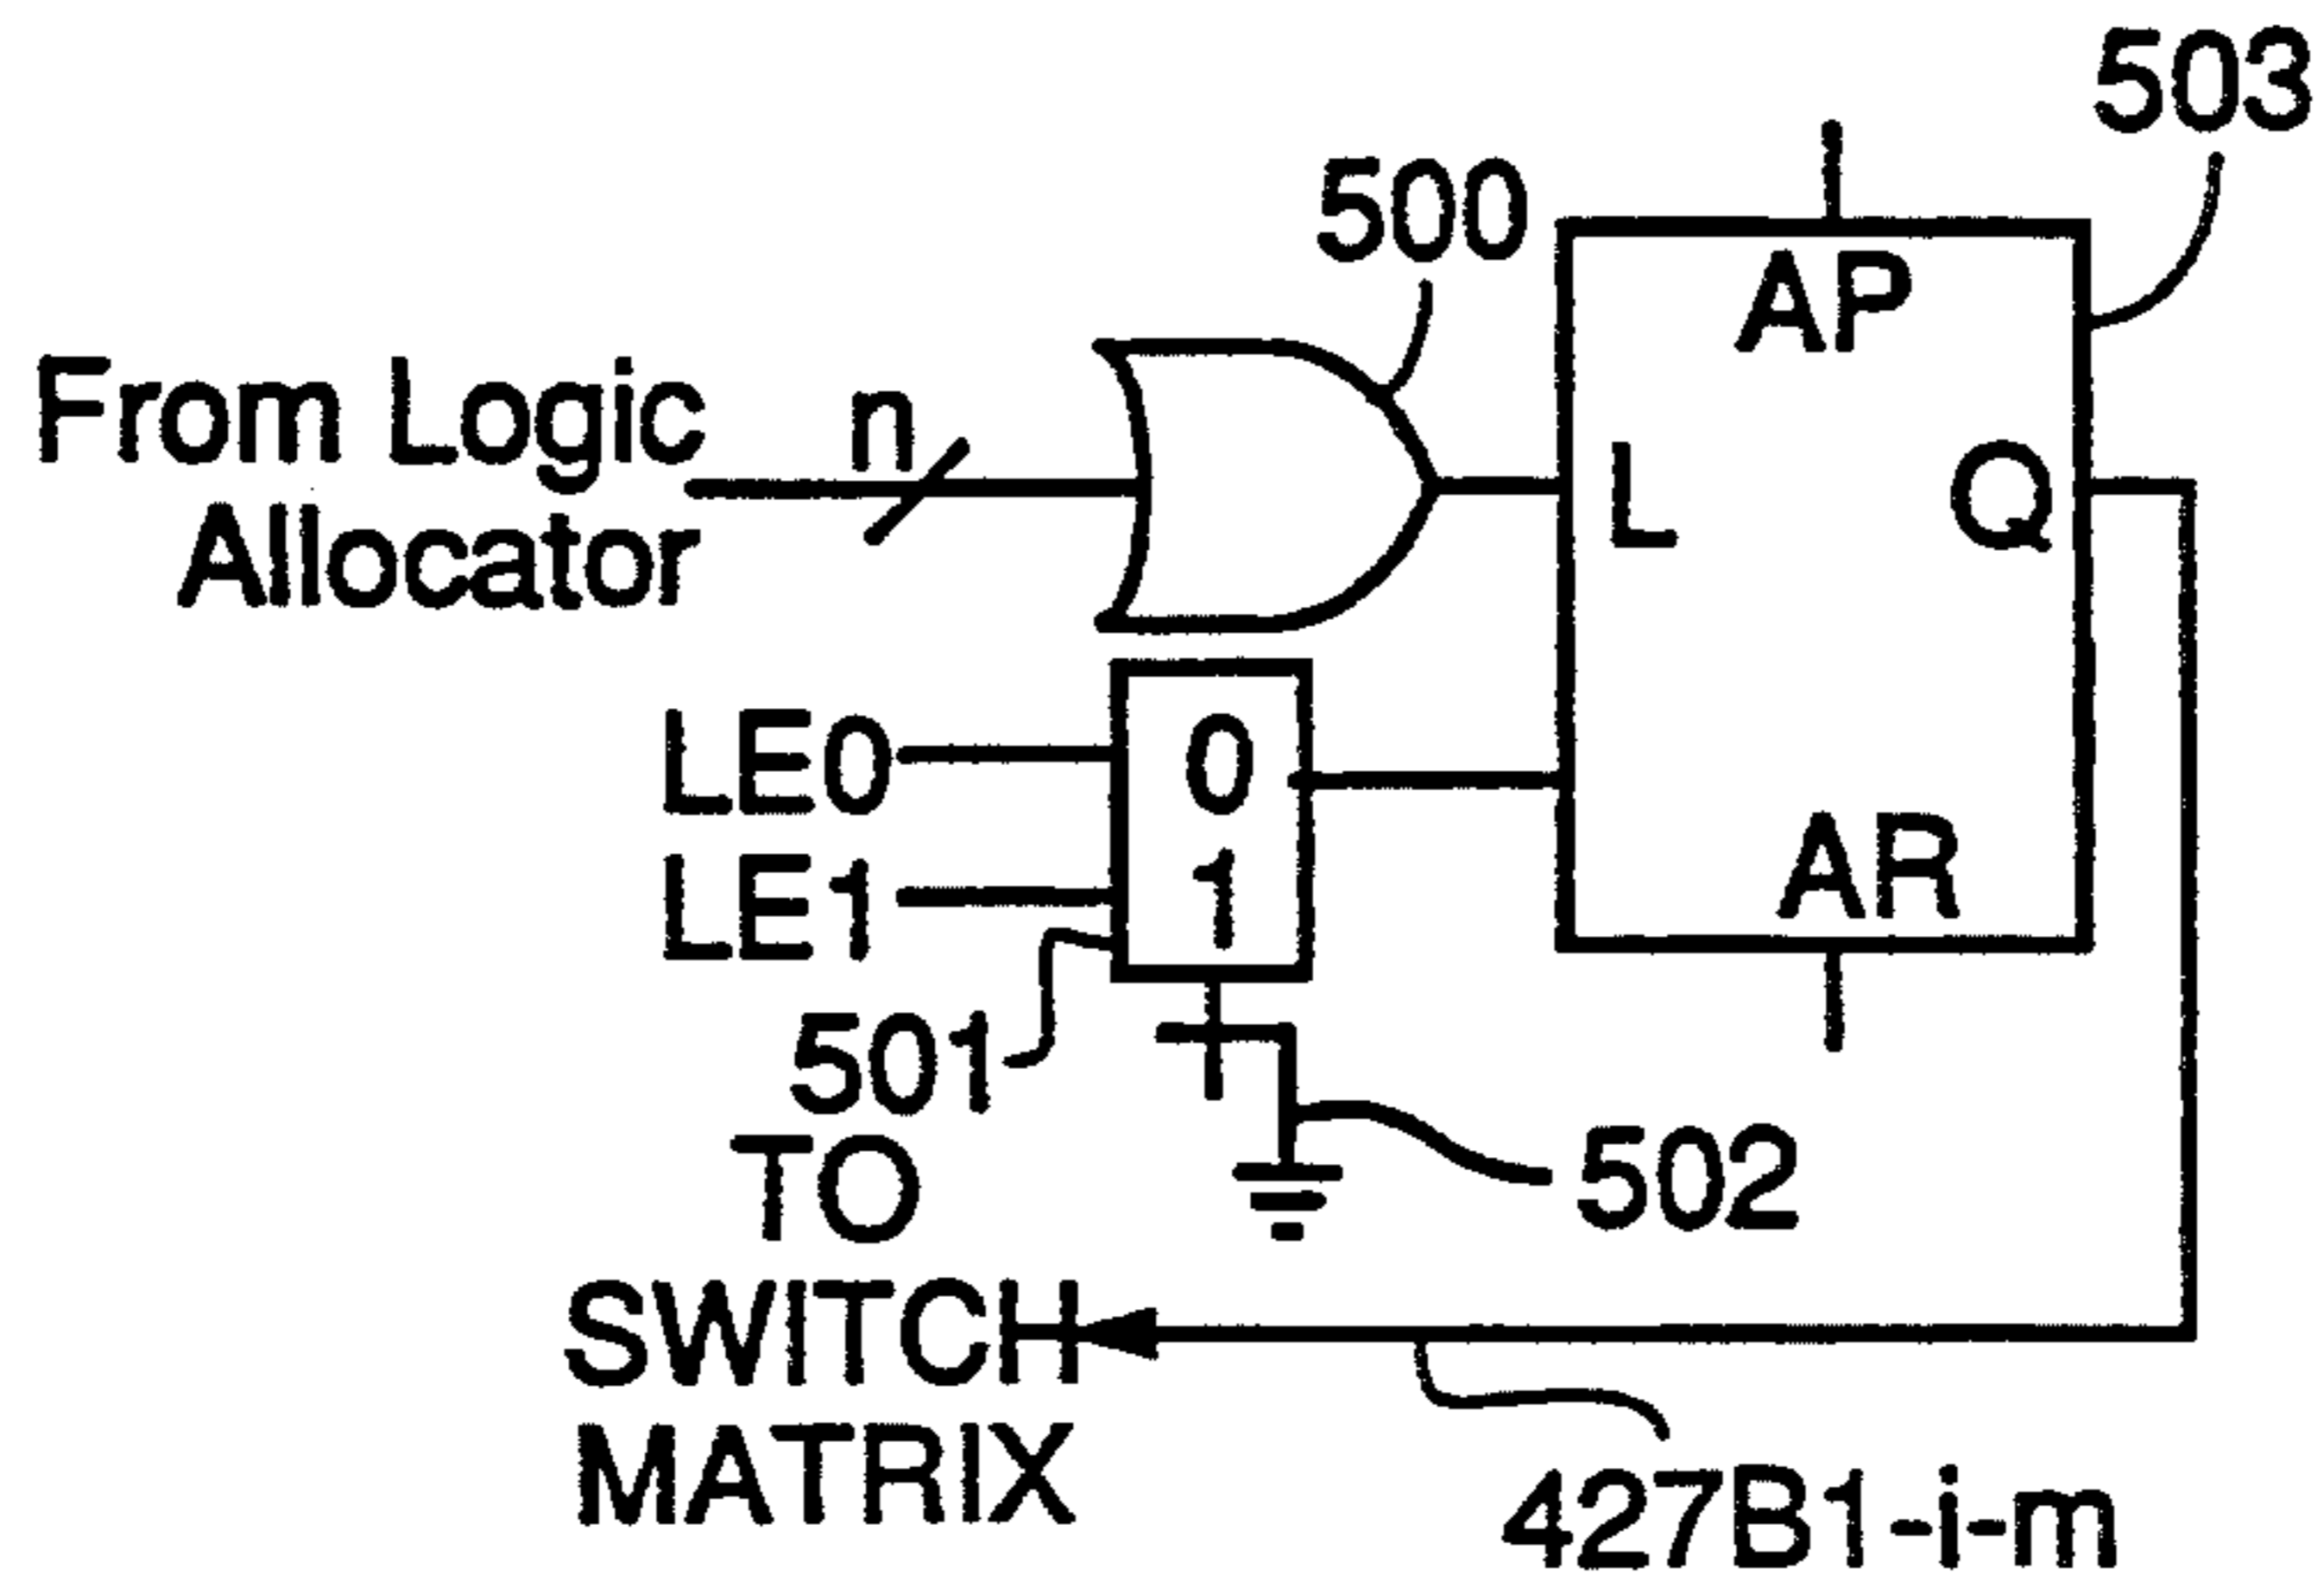 503
500
AP
From Logic
Allocator
n
L
Q
LE0
0
LE1
1
AR
501
502
TO
SWITCH
MATRIX
427B1-i-m